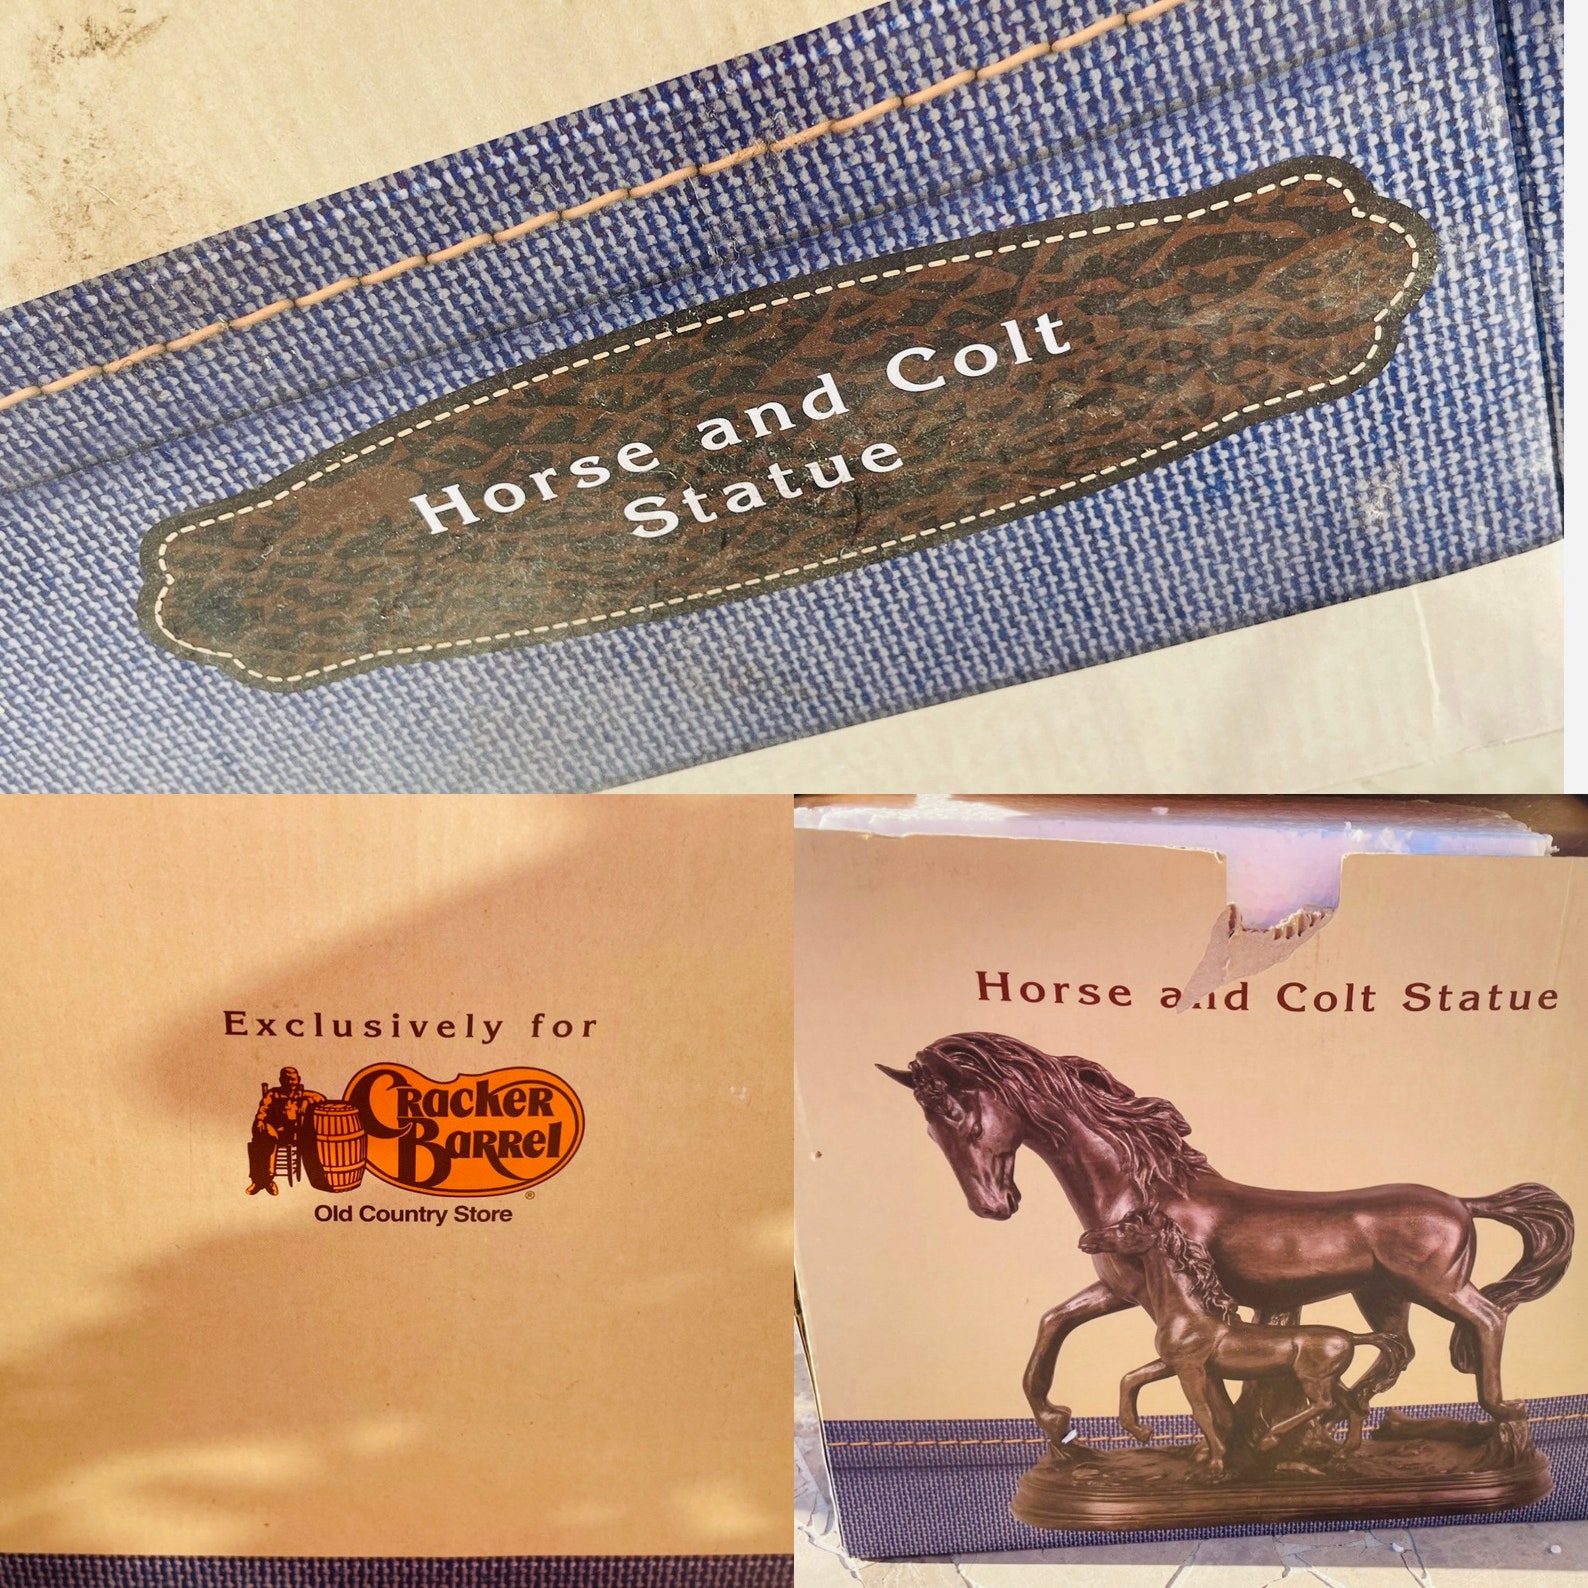 Horse and Colt
Statue
Exclusively for
Cracker
Barrel
®
Old Country Store
Horse and Colt Statue